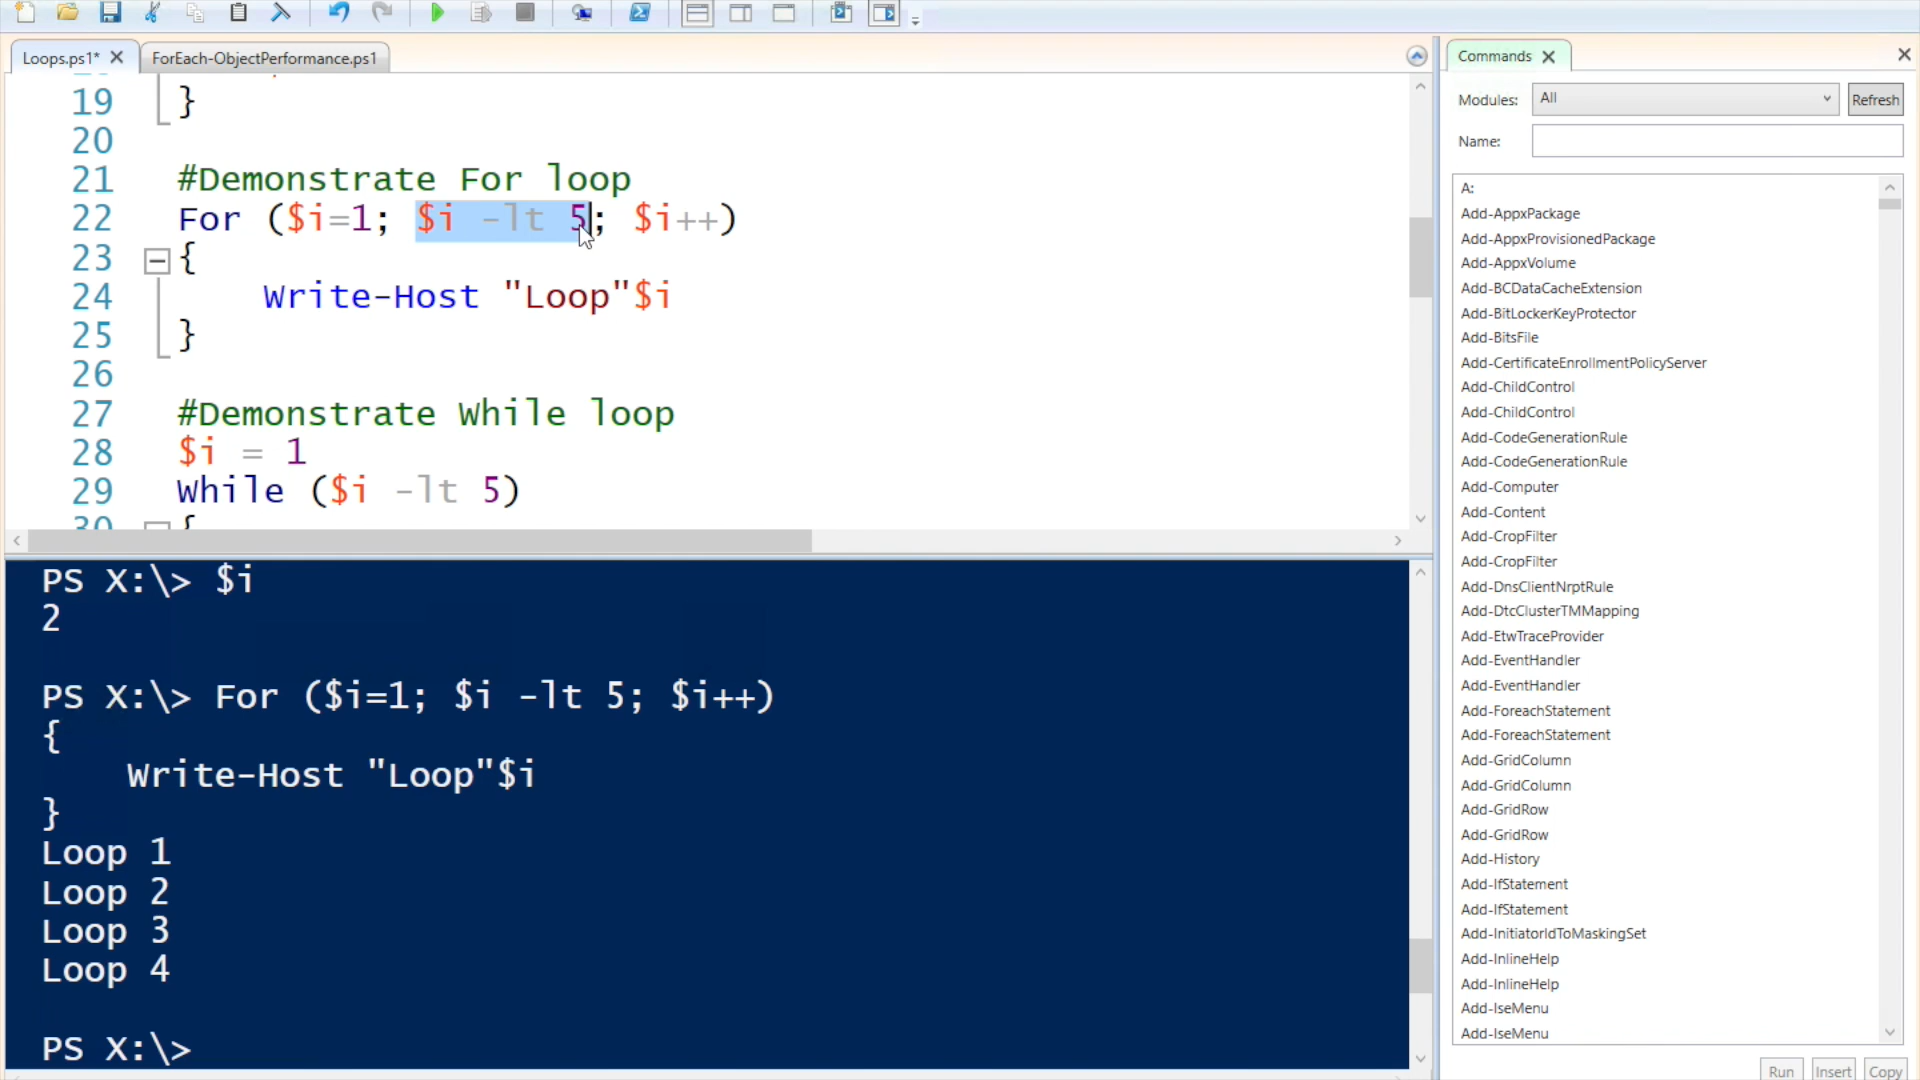 Loops.ps1*
ForEach-ObjectPerformance.ps1
19 }
20
21 #Demonstrate For loop
22 For ($i=1; $i -lt 5; $i++)
23 {
24 Write-Host "Loop"$i
25 }
26
27 #Demonstrate While loop
28 $i = 1
29 While ($i -lt 5)
30 {
PS X:\> $i
2
PS X:\> For ($i=1; $i -lt 5; $i++)
{
Write-Host "Loop"$i
}
Loop 1
Loop 2
Loop 3
Loop 4
PS X:\>
Commands
Modules: All Refresh
Name:
A:
Add-AppxPackage
Add-AppxProvisionedPackage
Add-AppxVolume
Add-BCDataCacheExtension
Add-BitLockerKeyProtector
Add-BitsFile
Add-CertificateEnrollmentPolicyServer
Add-ChildControl
Add-ChildControl
Add-CodeGenerationRule
Add-CodeGenerationRule
Add-Computer
Add-Content
Add-CropFilter
Add-CropFilter
Add-DnsClientNrptRule
Add-DtcClusterTMMapping
Add-EtwTraceProvider
Add-EventHandler
Add-EventHandler
Add-ForeachStatement
Add-ForeachStatement
Add-GridColumn
Add-GridColumn
Add-GridRow
Add-GridRow
Add-History
Add-IfStatement
Add-IfStatement
Add-InitiatorIdToMaskingSet
Add-InlineHelp
Add-InlineHelp
Add-IseMenu
Add-IseMenu
Run Insert Copy